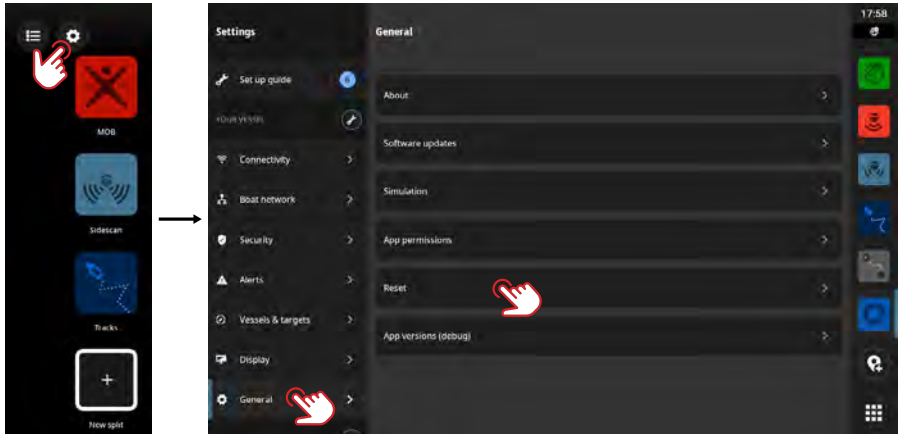 MOB
Sidescan
Tracks
+
New split
Settings
Set up guide
6
YOUR VESSEL
Connectivity
Boat network
Security
Alerts
Vessels & targets
Display
General
General
About
Software updates
Simulation
App permissions
Reset
App versions (debug)
17:58